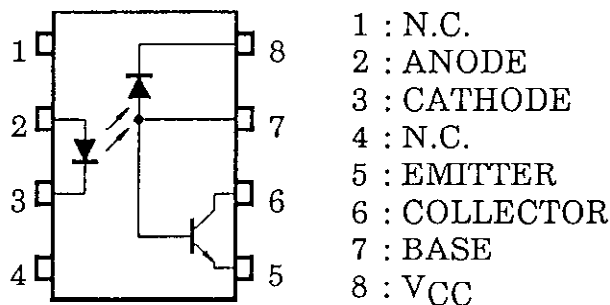 1
2
3
4
8
7
6
5
1 : N.C.
2 : ANODE
3 : CATHODE
4 : N.C.
5 : EMITTER
6 : COLLECTOR
7 : BASE
8 : VCC